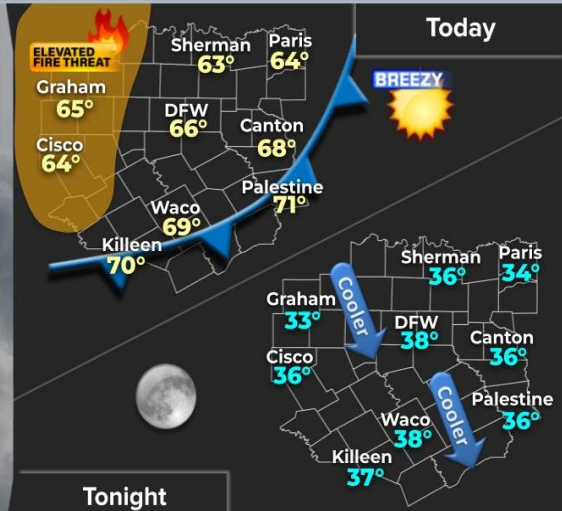 Today
ELEVATED
FIRE THREAT
Sherman
63°
Paris
64°
Graham
65°
DFW
66°
Canton
68°
Cisco
64°
Palestine
71°
Waco
69°
Killeen
70°
BREEZY
Tonight
Sherman
36°
Paris
34°
Graham
33°
Cooler
DFW
38°
Canton
36°
Cisco
36°
Cooler
Palestine
36°
Waco
38°
Killeen
37°